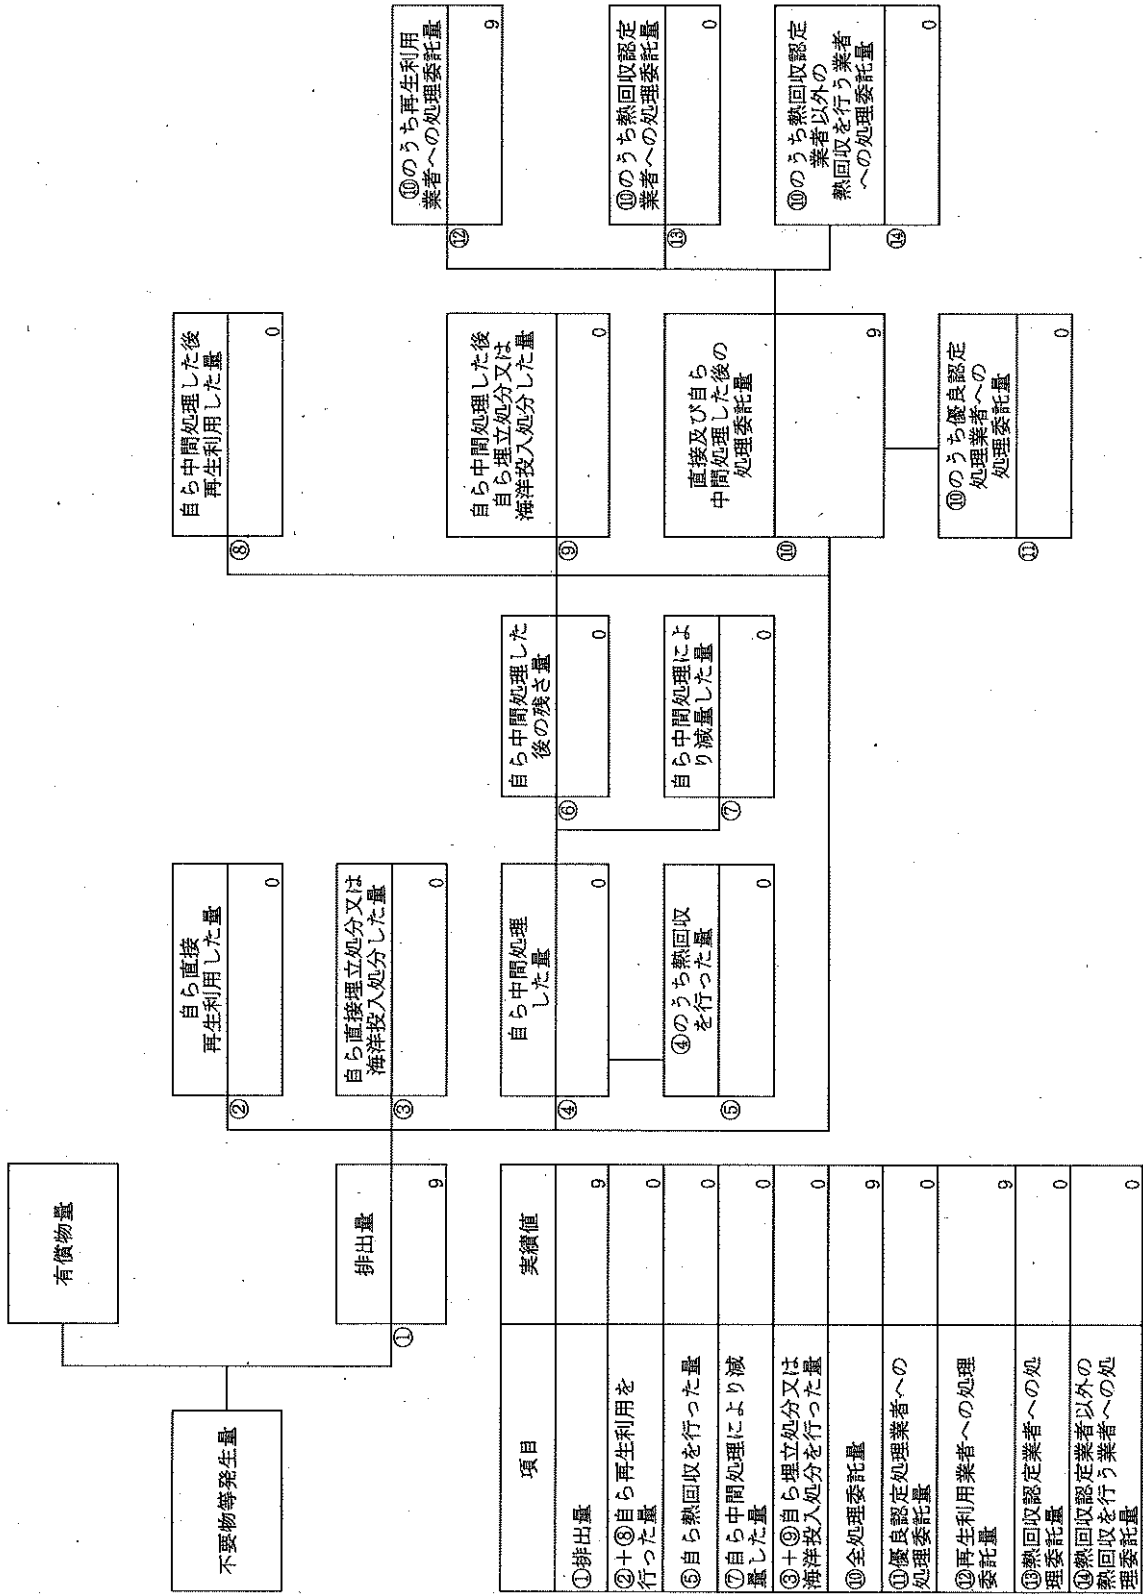 不要物等発生量
有償物量
①
排出量
9
②
自ら直接
再生利用した量
0
③
自ら直接埋立処分又は
海洋投入処分した量
0
④
自ら中間処理
した量
0
⑤
④のうち熱回収
を行った量
0
⑥
自ら中間処理した
後の残さ量
0
⑦
自ら中間処理によ
り減量した量
0
⑧
自ら中間処理した後
再生利用した量
0
⑨
自ら中間処理した後
自ら埋立処分又は
海洋投入処分した量
0
⑩
直接及び自ら
中間処理した後の
処理委託量
9
⑪
⑩のうち優良認定
処理業者への
処理委託量
0
⑫
⑩のうち再生利用
業者への処理委託量
9
⑬
⑩のうち熱回収認定
業者への処理委託量
0
⑭
⑩のうち熱回収認定
業者以外の
熱回収を行う業者
への処理委託量
0
項目
実績値
①排出量
9
②+⑧自ら再生利用を
行った量
0
⑤自ら熱回収を行った量
0
⑦自ら中間処理により減
量した量
0
③+⑨自ら埋立処分又は
海洋投入処分を行った量
0
⑩全処理委託量
9
⑪優良認定処理業者への
処理委託量
0
⑫再生利用業者への処理
委託量
9
⑬熱回収認定業者への処
理委託量
0
⑭熱回収認定業者以外の
熱回収を行う業者への処
理委託量
0